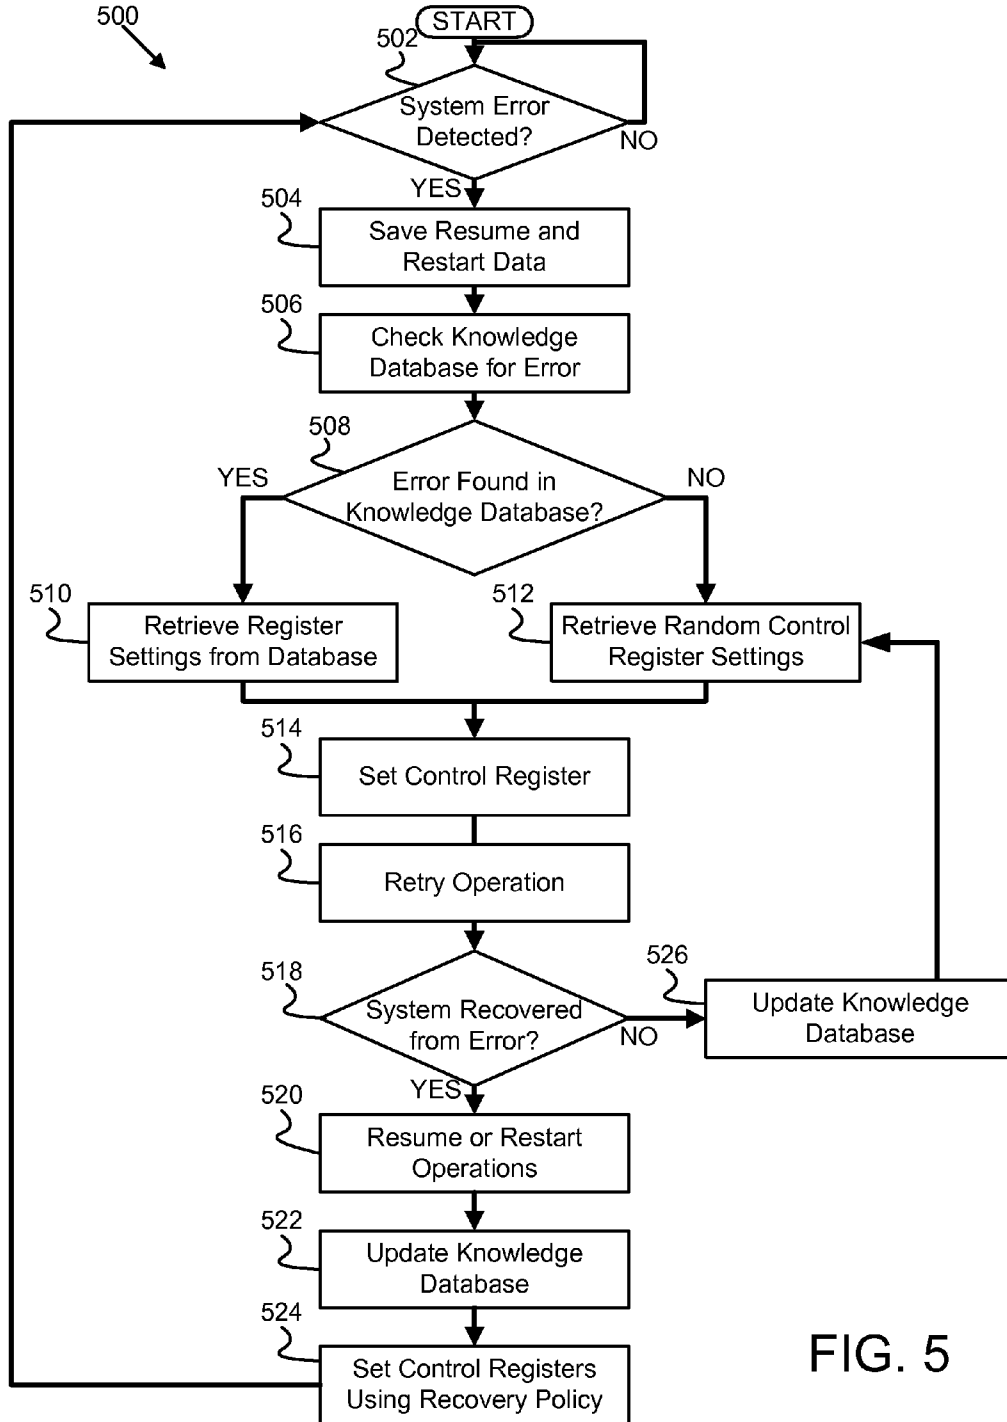 500
START
502
System Error
Detected?
NO
YES
504
Save Resume and
Restart Data
506
Check Knowledge
Database for Error
508
YES
Error Found in
Knowledge Database?
NO
510
Retrieve Register
Settings from Database
512
Retrieve Random Control
Register Settings
514
Set Control Register
516
Retry Operation
518
System Recovered
from Error?
NO
526
Update Knowledge
Database
YES
520
Resume or Restart
Operations
522
Update Knowledge
Database
524
Set Control Registers
Using Recovery Policy
FIG. 5